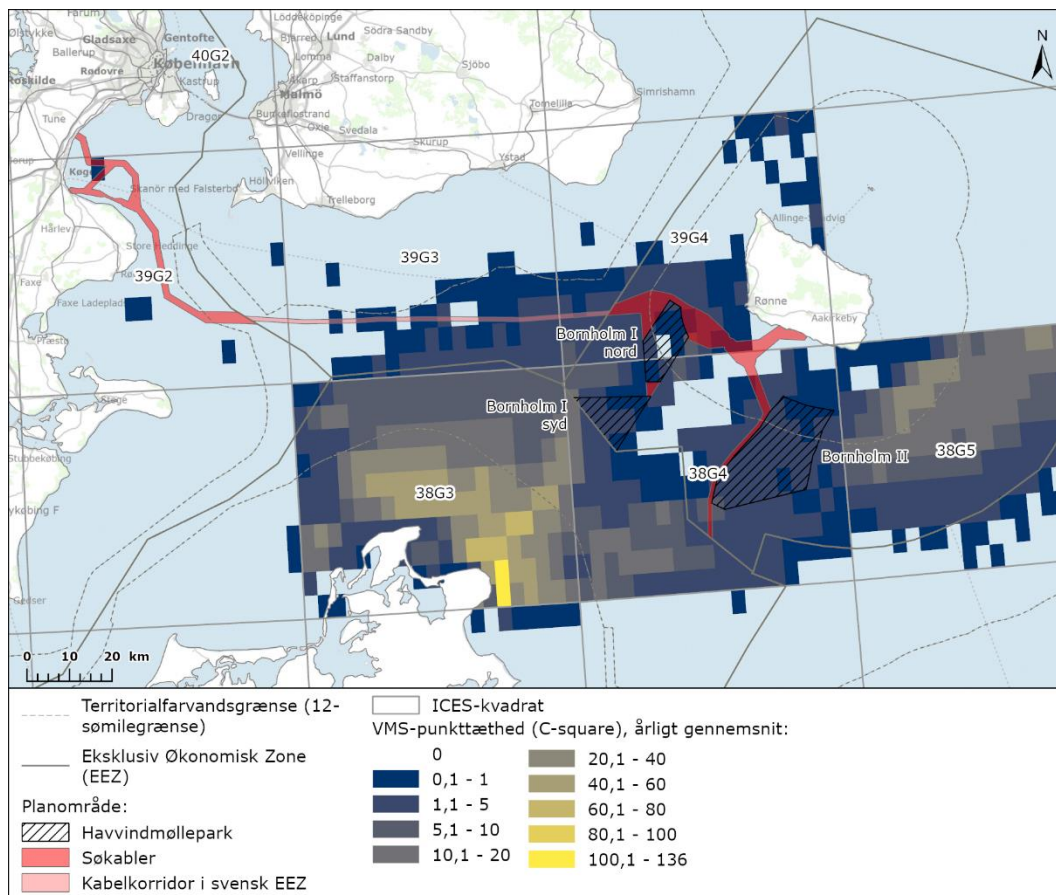 Farum
Ølstykke
Gentofte
Ballerup
Gladsaxe
40G2
København
Roskilde
Rødovre
Kastrup
Tune
Dragør
Løddeköpinge
Bjärred
Lund
Södra Sandby
Lomma
Dalby
Sjöbo
Åkarp
Staffanstorp
Malmö
Bunkeflostrand
Oxie
Svedala
Tomelilla
Simrishamn
Vellinge
Skurup
Ystad
Höllviken
Trelleborg
Skanör med Falsterbo
Køge
Hårlev
Store Heddinge
39G2
39G3
39G4
Faxe
Faxe Ladeplads
Præstø
Stege
Stubbekøbing
Nykøbing F
Gedser
Allinge-Sandvig
Rønne
Aakirkeby
Bornholm I
nord
Bornholm I
syd
Bornholm II
38G3
38G4
38G5
N
0 10 20 km
Territorialfarvandsgrænse (12-
sømilegrænse)
Eksklusiv Økonomisk Zone
(EEZ)
Planområde:
Havvindmøllepark
Søkabler
Kabelkorridor i svensk EEZ
ICES-kvadrat
VMS-punkttæthed (C-square), årligt gennemsnit:
0
0,1 - 1
1,1 - 5
5,1 - 10
10,1 - 20
20,1 - 40
40,1 - 60
60,1 - 80
80,1 - 100
100,1 - 136